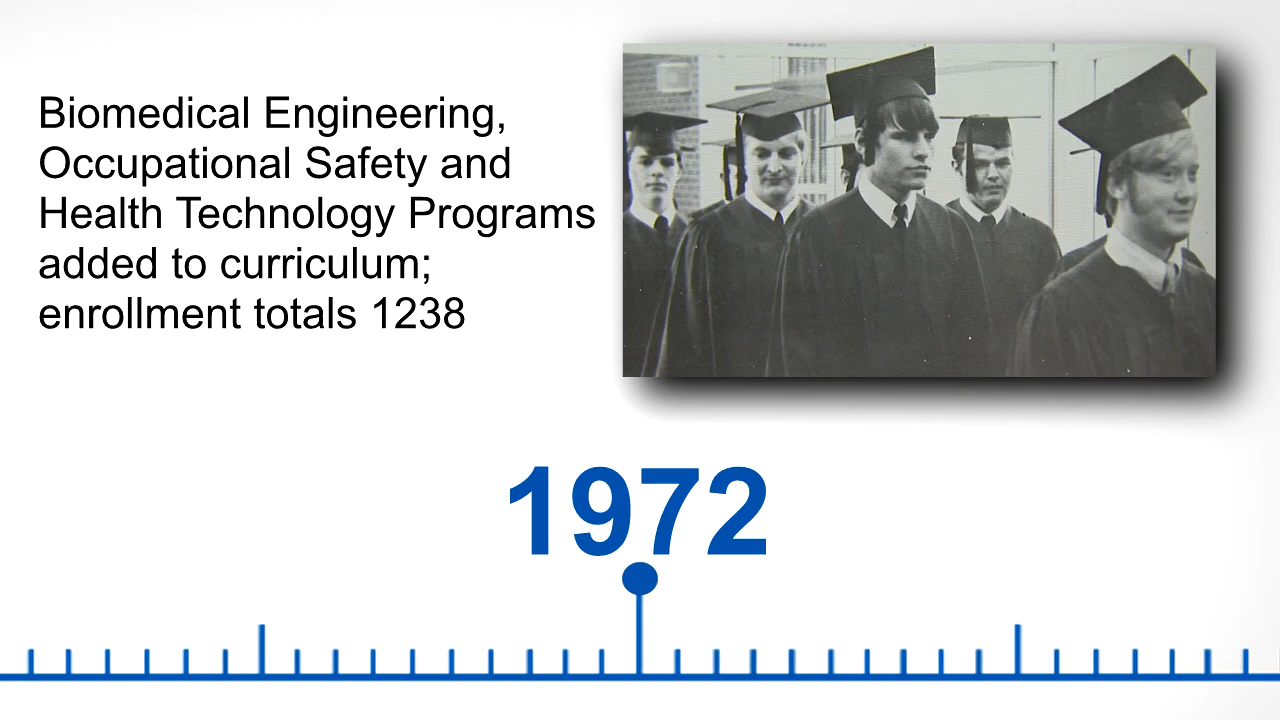 Biomedical Engineering,
Occupational Safety and
Health Technology Programs
added to curriculum;
enrollment totals 1238
1972